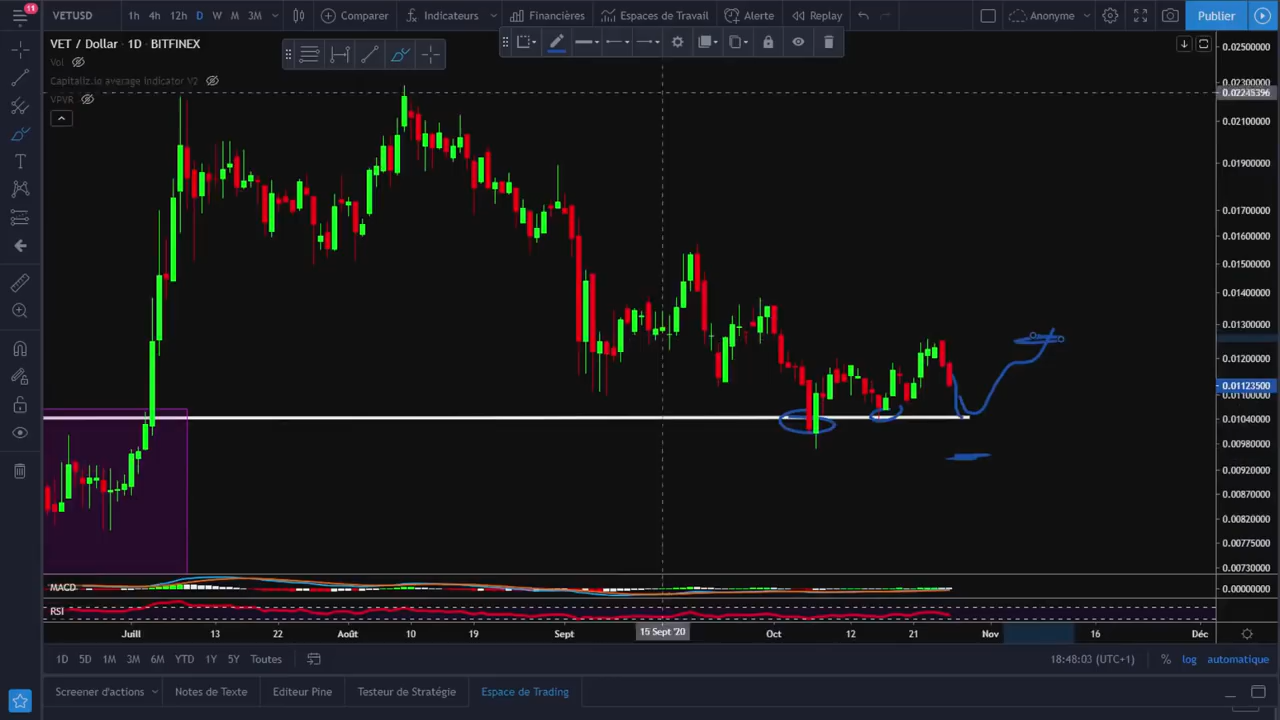 11
VETUSD
1h 4h 12h D W M 3M
Comparer
Indicateurs
Financières
Espaces de Travail
Alerte
Replay
Anonyme
Publier
VET / Dollar · 1D · BITFINEX
Vol
Capitaliz.io average Indicator V2
VPVR
0.02500000
0.02300000
0.02245396
0.02100000
0.01900000
0.01700000
0.01600000
0.01500000
0.01400000
0.01300000
0.01200000
0.01123500
0.01100000
0.01040000
0.00980000
0.00920000
0.00870000
0.00820000
0.00775000
0.00730000
MACD
0.00000000
RSI
Juill 13 22 Août 10 19 Sept 15 Sept '20 Oct 12 21 Nov 16 Déc
1D 5D 1M 3M 6M YTD 1Y 5Y Toutes
18:48:03 (UTC+1)
% log automatique
Screener d'actions
Notes de Texte
Editeur Pine
Testeur de Stratégie
Espace de Trading